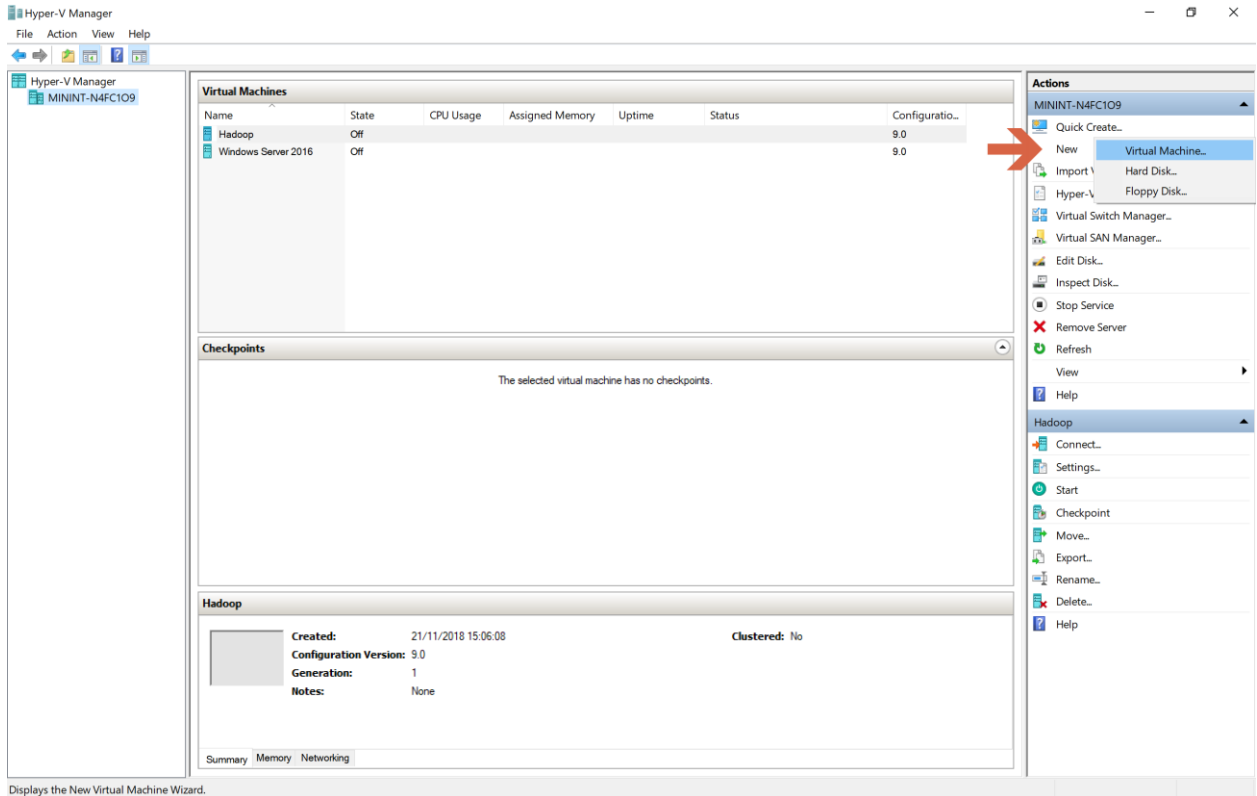 Hyper-V Manager
File Action View Help
Hyper-V Manager
MININT-N4FC1O9
Virtual Machines
Name State CPU Usage Assigned Memory Uptime Status Configuratio...
Hadoop Off 9.0
Windows Server 2016 Off 9.0
Checkpoints
The selected virtual machine has no checkpoints.
Hadoop
Created: 21/11/2018 15:06:08 Clustered: No
Configuration Version: 9.0
Generation: 1
Notes: None
Summary Memory Networking
Actions
MININT-N4FC1O9
Quick Create...
New
Virtual Machine...
Import V
Hard Disk...
Hyper-V
Floppy Disk...
Virtual Switch Manager...
Virtual SAN Manager...
Edit Disk...
Inspect Disk...
Stop Service
Remove Server
Refresh
View
Help
Hadoop
Connect...
Settings...
Start
Checkpoint
Move...
Export...
Rename...
Delete...
Help
Displays the New Virtual Machine Wizard.